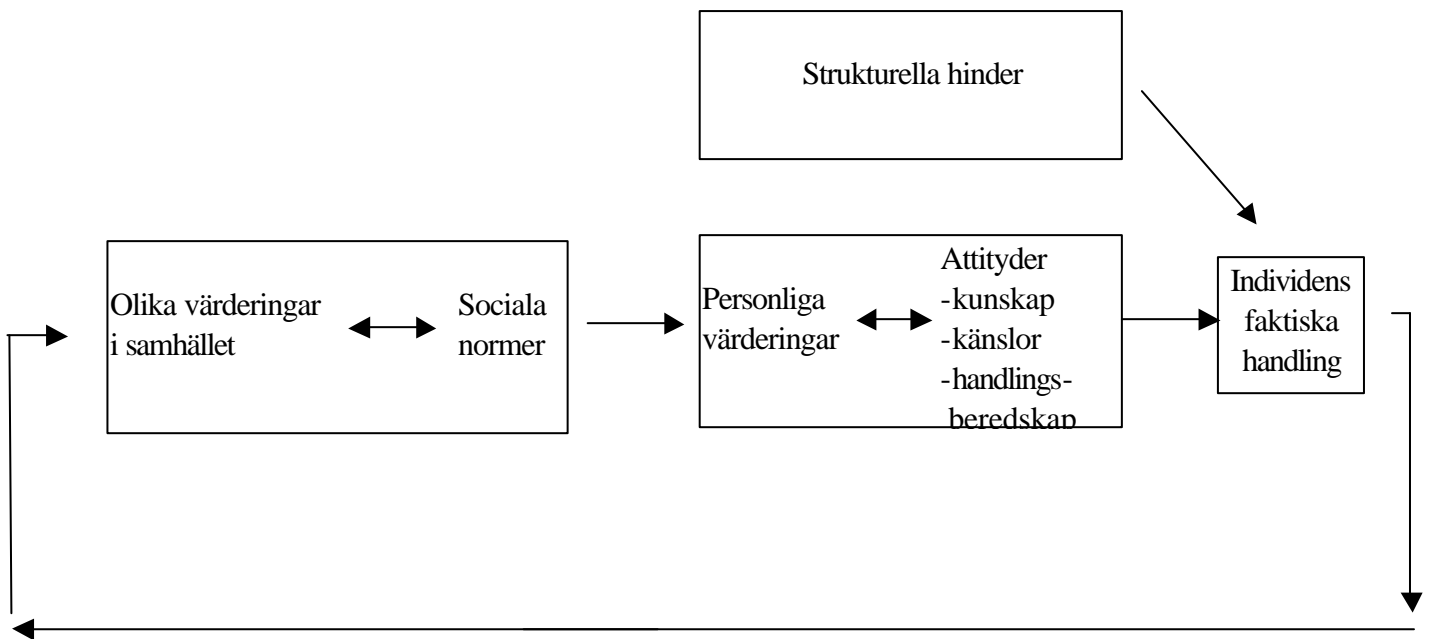 Strukturella hinder
Olika värderingar
i samhället
Sociala
normer
Personliga
värderingar
Attityder
-kunskap
-känslor
-handlings-
beredskap
Individens
faktiska
handling